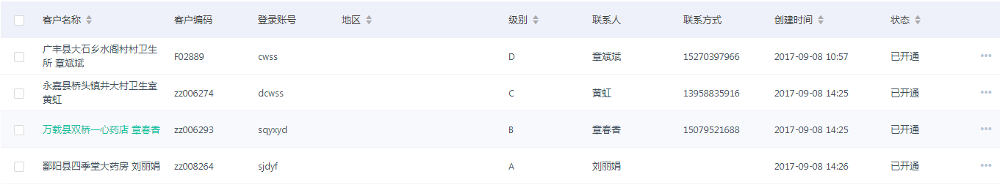 客户名称 客户编码 登录账号 地区 级别 联系人 联系方式 创建时间 状态
广丰县大石乡水阁村村卫生
所 章斌斌 F02889 cwss D 章斌斌 15270397966 2017-09-08 10:57 已开通
永嘉县桥头镇井大村卫生室
黄虹 zz006274 dcwss C 黄虹 13958835916 2017-09-08 14:25 已开通
万载县双桥一心药店 章春香 zz006293 sqyxyd B 章春香 15079521688 2017-09-08 14:25 已开通
鄱阳县四季堂大药房 刘丽娟 zz008264 sjdyf A 刘丽娟 2017-09-08 14:26 已开通